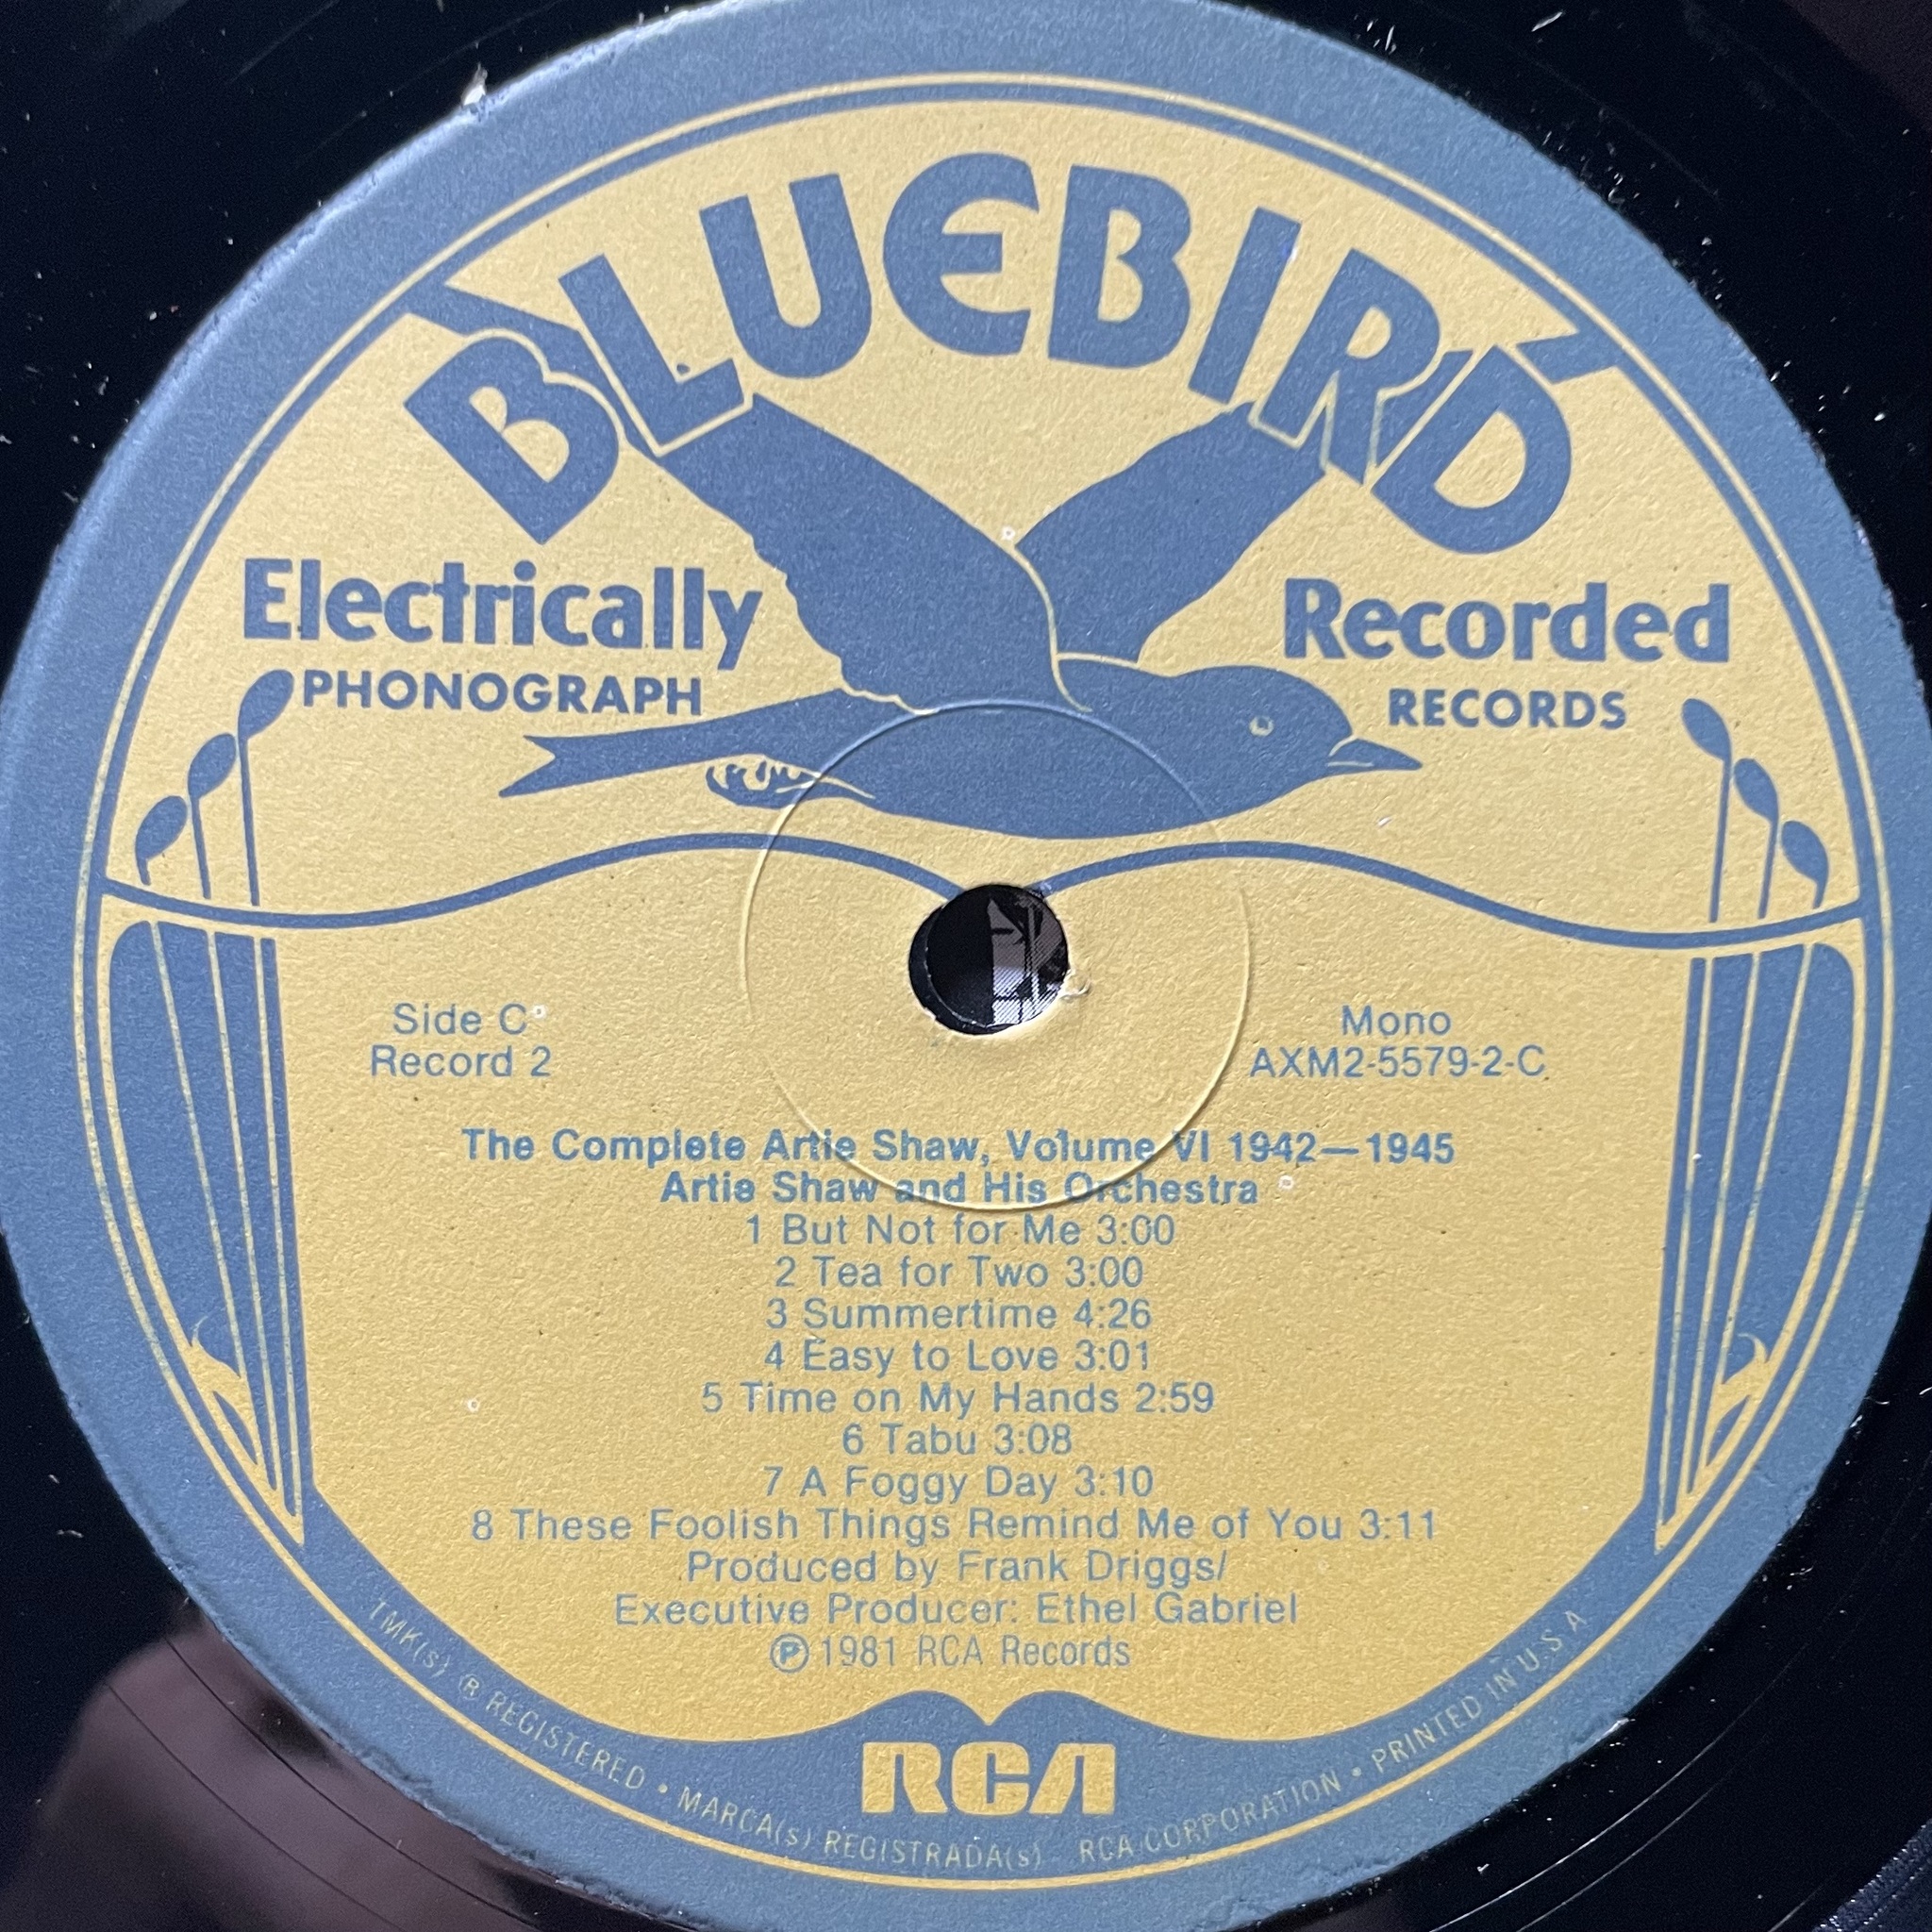 BLUEBIRD
Electrically Recorded
PHONOGRAPH RECORDS
Side C
Record 2
Mono
AXM2-5579-2-C
The Complete Artie Shaw, Volume VI 1942—1945
Artie Shaw and His Orchestra
1 But Not for Me 3:00
2 Tea for Two 3:00
3 Summertime 4:26
4 Easy to Love 3:01
5 Time on My Hands 2:59
6 Tabu 3:08
7 A Foggy Day 3:10
8 These Foolish Things Remind Me of You 3:11
Produced by Frank Driggs/
Executive Producer: Ethel Gabriel
℗ 1981 RCA Records
RCA
TMK(s) ® REGISTERED • MARCA(s) REGISTRADA(s) RCA CORPORATION • PRINTED IN U.S.A